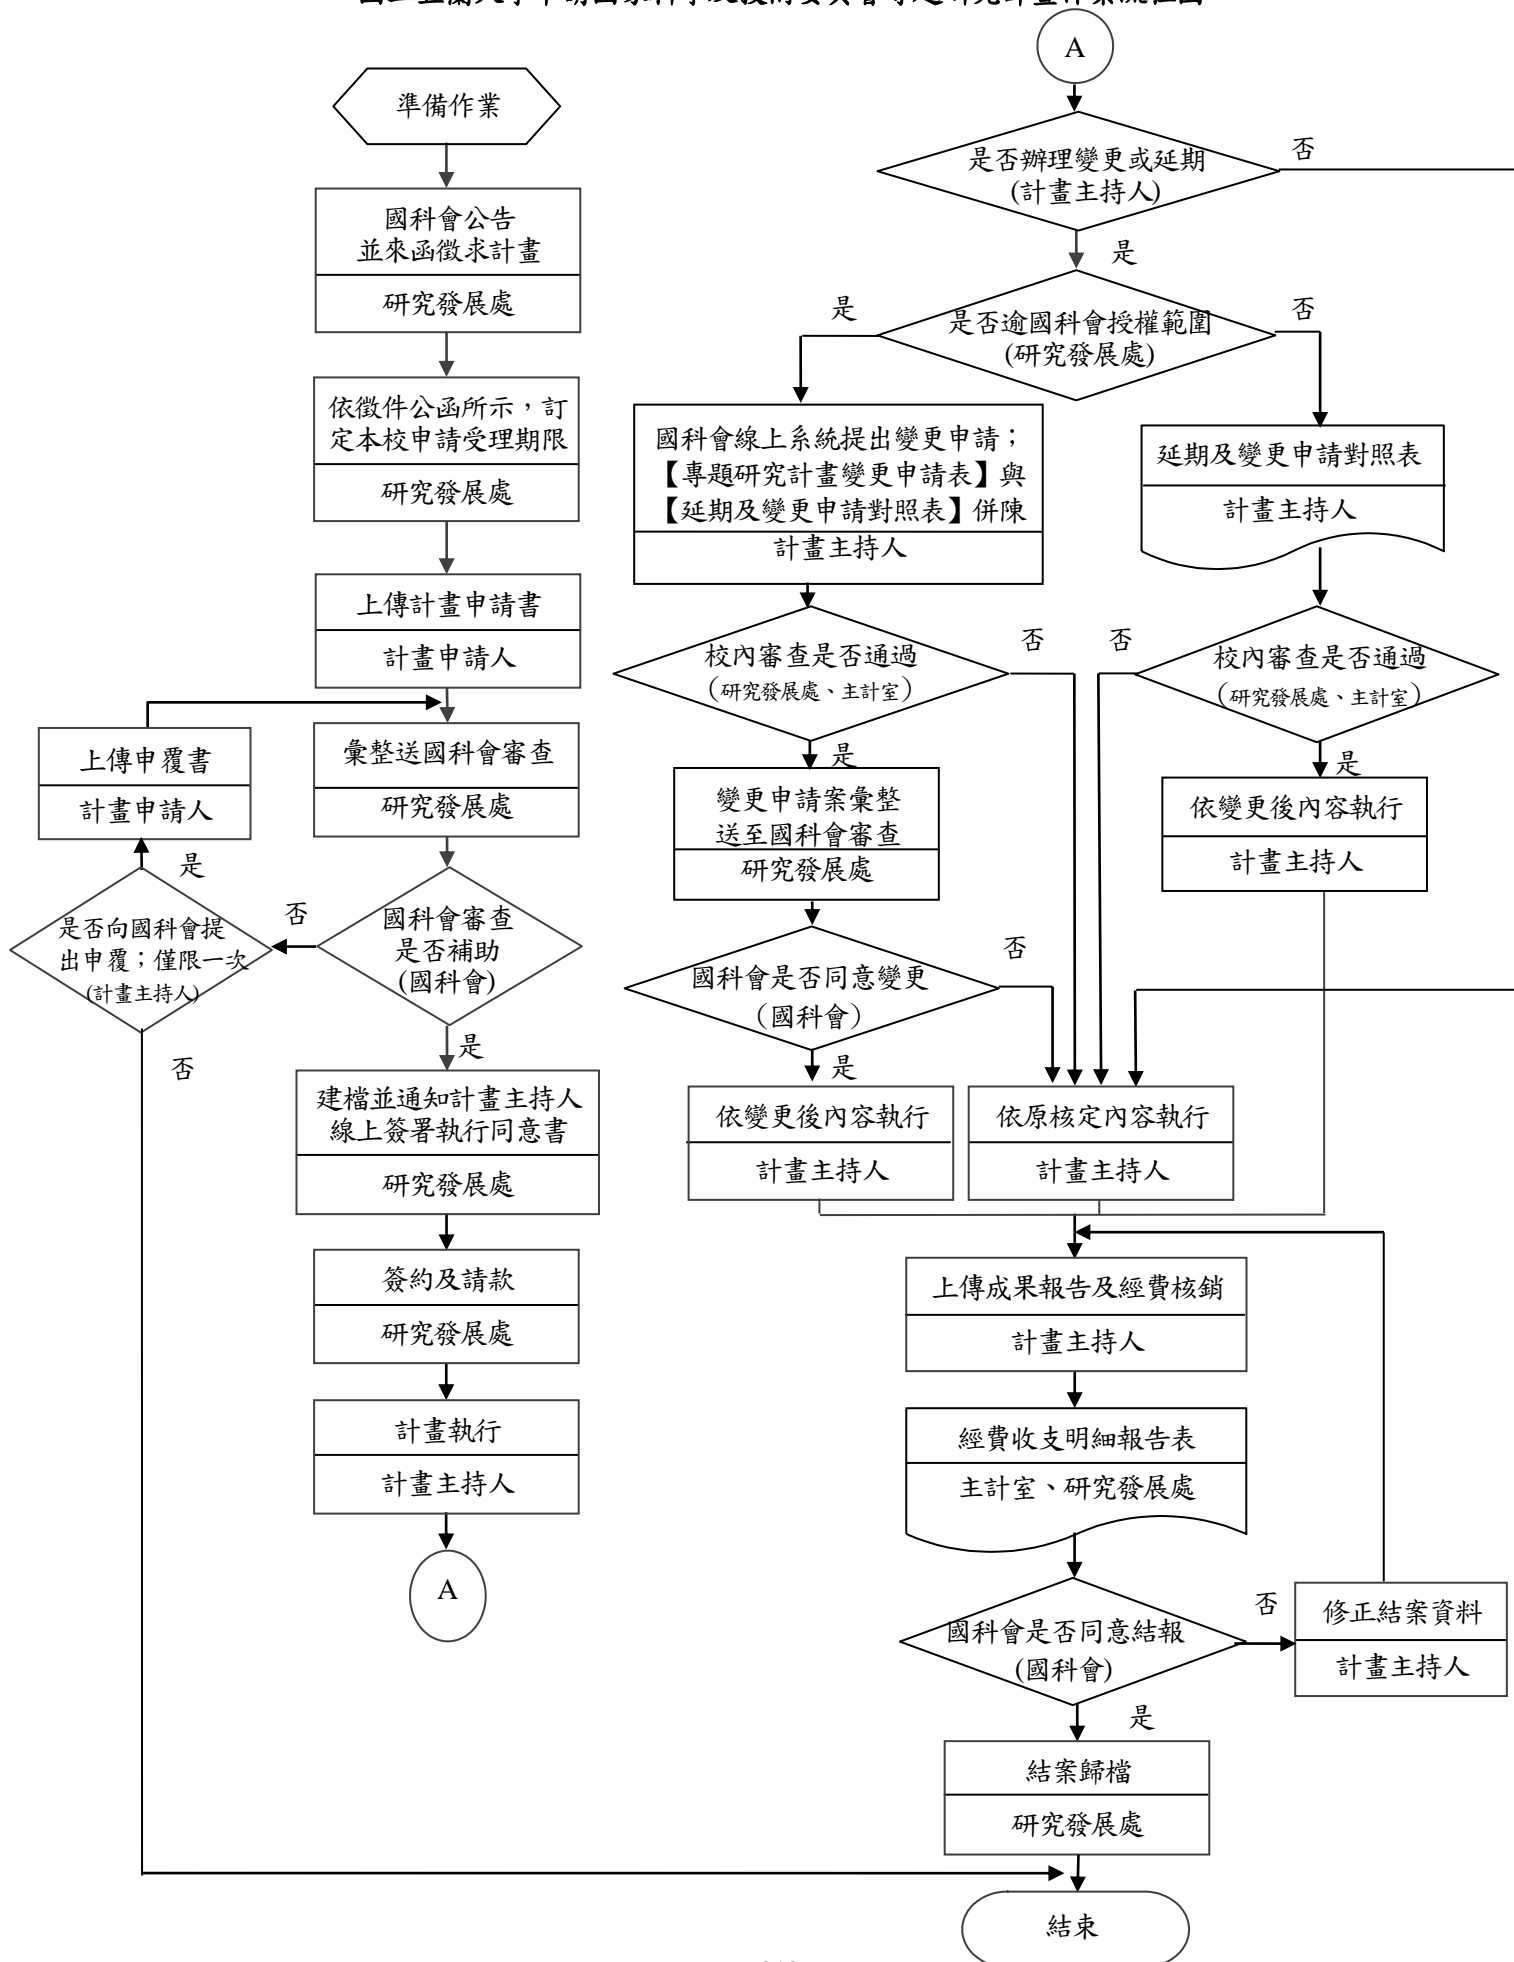 準備作業
國科會公告
並來函徵求計畫
研究發展處
依徵件公函所示，訂
定本校申請受理期限
研究發展處
上傳計畫申請書
計畫申請人
上傳申覆書
計畫申請人
彙整送國科會審查
研究發展處
是
是否向國科會提
出申覆；僅限一次
(計畫主持人)
否
國科會審查
是否補助
(國科會)
否
是
建檔並通知計畫主持人
線上簽署執行同意書
研究發展處
簽約及請款
研究發展處
計畫執行
計畫主持人
A
A
是否辦理變更或延期
(計畫主持人)
否
是
是否逾國科會授權範圍
(研究發展處)
是
否
國科會線上系統提出變更申請；
【專題研究計畫變更申請表】與
【延期及變更申請對照表】併陳
計畫主持人
延期及變更申請對照表
計畫主持人
校內審查是否通過
（研究發展處、主計室）
否
否
校內審查是否通過
（研究發展處、主計室）
是
是
變更申請案彙整
送至國科會審查
研究發展處
依變更後內容執行
計畫主持人
國科會是否同意變更
（國科會）
否
是
依變更後內容執行
計畫主持人
依原核定內容執行
計畫主持人
上傳成果報告及經費核銷
計畫主持人
經費收支明細報告表
主計室、研究發展處
國科會是否同意結報
(國科會)
否
修正結案資料
計畫主持人
是
結案歸檔
研究發展處
結束